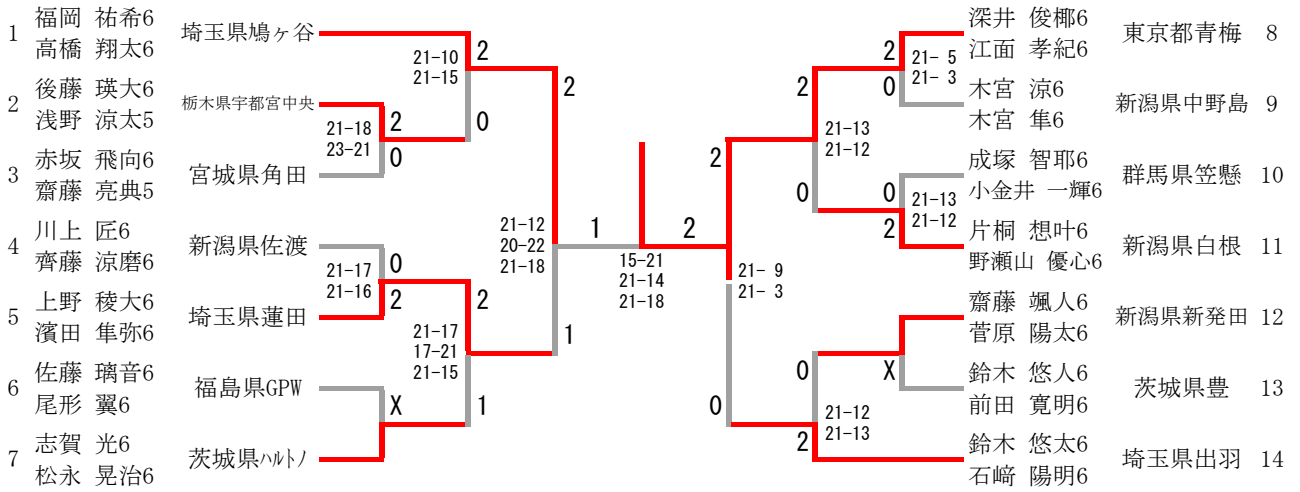 1 福岡 祐希6 埼玉県鳩ヶ谷
高橋 翔太6
2 後藤 瑛大6 栃木県宇都宮中央
浅野 涼太5
3 赤坂 飛向6 宮城県角田
齋藤 亮典5
4 川上 匠6 新潟県佐渡
齊藤 涼磨6
5 上野 稜大6 埼玉県蓮田
濱田 隼弥6
6 佐藤 璃音6 福島県GPW
尾形 翼6
7 志賀 光6 茨城県ハルトノ
松永 晃治6
21-18
23-21
2
0
21-17
21-16
0
2
X
21-10
21-15
2
0
21-17
17-21
21-15
2
1
21-12
20-22
21-18
2
1
1
15-21
21-14
21-18
2
21- 9
21- 3
2
0
21-13
21-12
2
0
21-12
21-13
0
2
21- 5
21- 3
2
0
21-13
21-12
0
2
X
深井 俊椰6 東京都青梅 8
江面 孝紀6
木宮 涼6 新潟県中野島 9
木宮 隼6
成塚 智耶6 群馬県笠懸 10
小金井 一輝6
片桐 想叶6 新潟県白根 11
野瀬山 優心6
齋藤 颯人6 新潟県新発田 12
菅原 陽太6
鈴木 悠人6 茨城県豊 13
前田 寛明6
鈴木 悠太6 埼玉県出羽 14
石﨑 陽明6